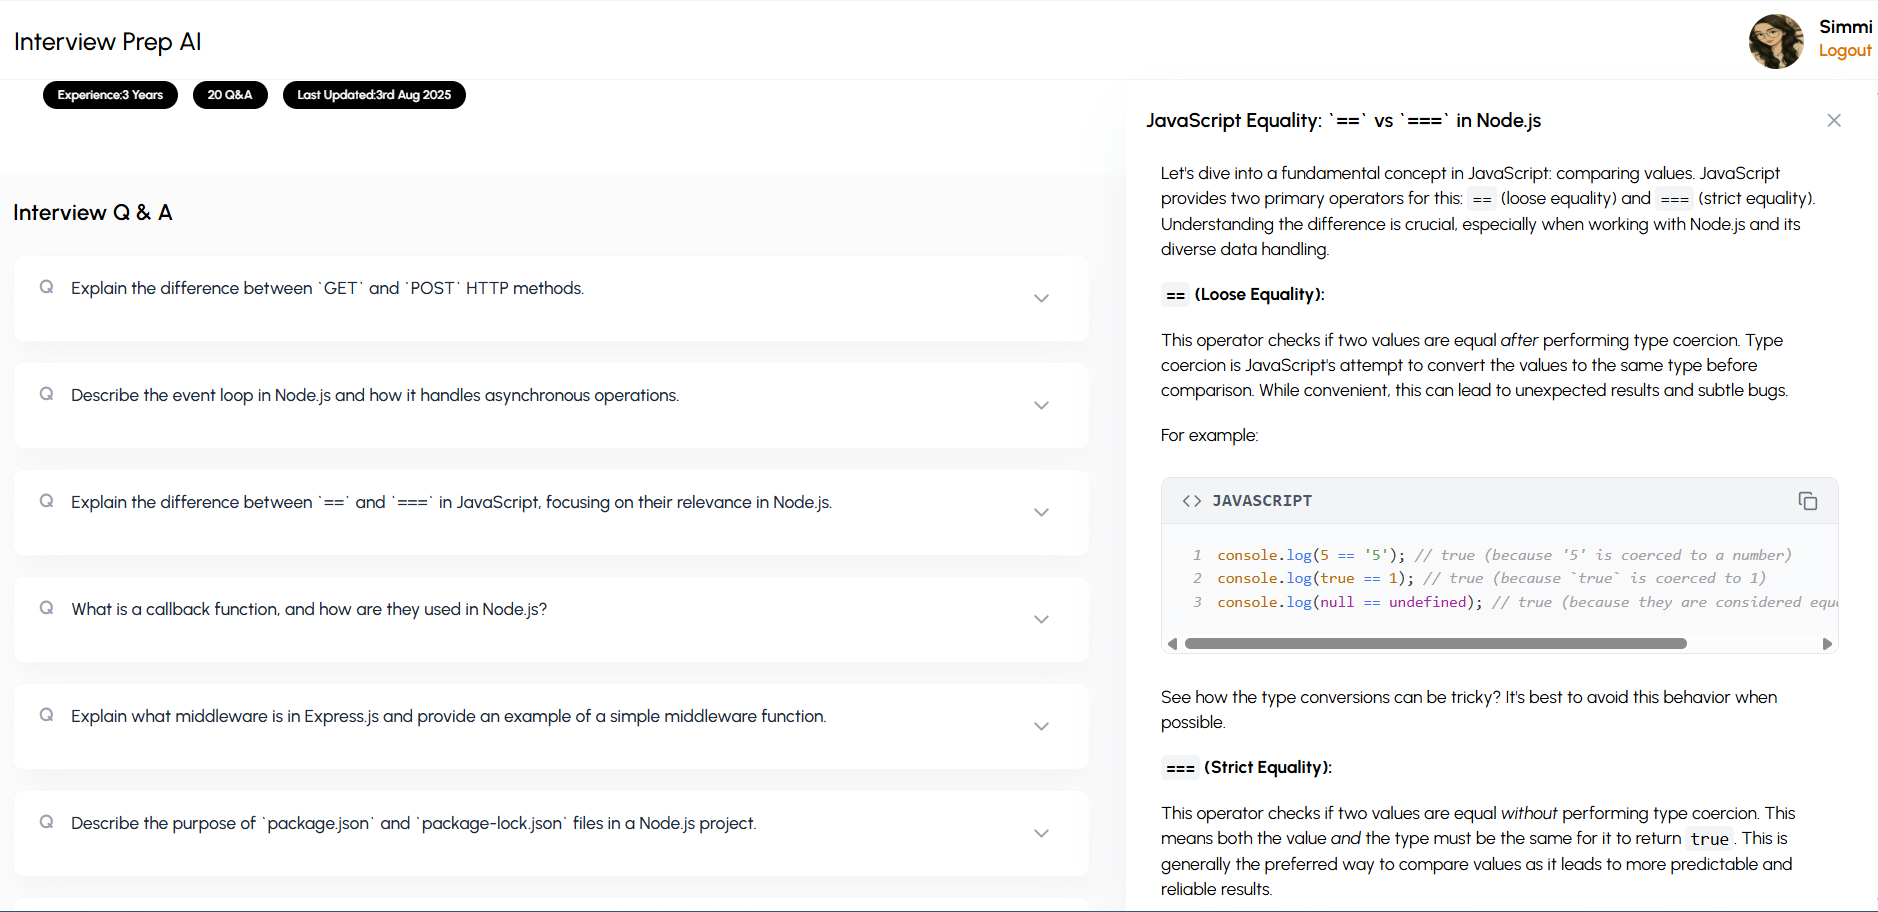 Interview Prep AI
Simmi
Logout
Experience:3 Years
20 Q&A
Last Updated:3rd Aug 2025
Interview Q & A
Q Explain the difference between `GET` and `POST` HTTP methods.
Q Describe the event loop in Node.js and how it handles asynchronous operations.
Q Explain the difference between `==` and `===` in JavaScript, focusing on their relevance in Node.js.
Q What is a callback function, and how are they used in Node.js?
Q Explain what middleware is in Express.js and provide an example of a simple middleware function.
Q Describe the purpose of `package.json` and `package-lock.json` files in a Node.js project.
JavaScript Equality: `==` vs `===` in Node.js
Let's dive into a fundamental concept in JavaScript: comparing values. JavaScript
provides two primary operators for this: == (loose equality) and === (strict equality).
Understanding the difference is crucial, especially when working with Node.js and its
diverse data handling.
== (Loose Equality):
This operator checks if two values are equal after performing type coercion. Type
coercion is JavaScript's attempt to convert the values to the same type before
comparison. While convenient, this can lead to unexpected results and subtle bugs.
For example:
<> JAVASCRIPT
1 console.log(5 == '5'); // true (because '5' is coerced to a number)
2 console.log(true == 1); // true (because `true` is coerced to 1)
3 console.log(null == undefined); // true (because they are considered equ
See how the type conversions can be tricky? It's best to avoid this behavior when
possible.
=== (Strict Equality):
This operator checks if two values are equal without performing type coercion. This
means both the value and the type must be the same for it to return true. This is
generally the preferred way to compare values as it leads to more predictable and
reliable results.